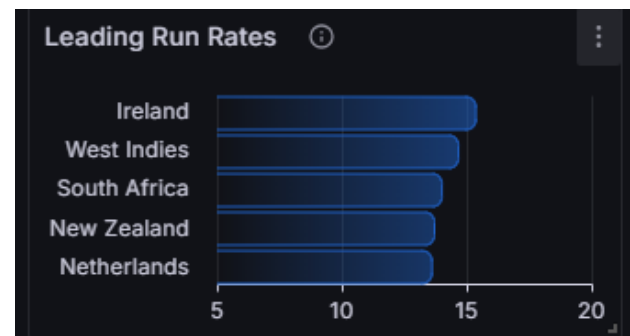 Leading Run Rates
Ireland
West Indies
South Africa
New Zealand
Netherlands
5 10 15 20